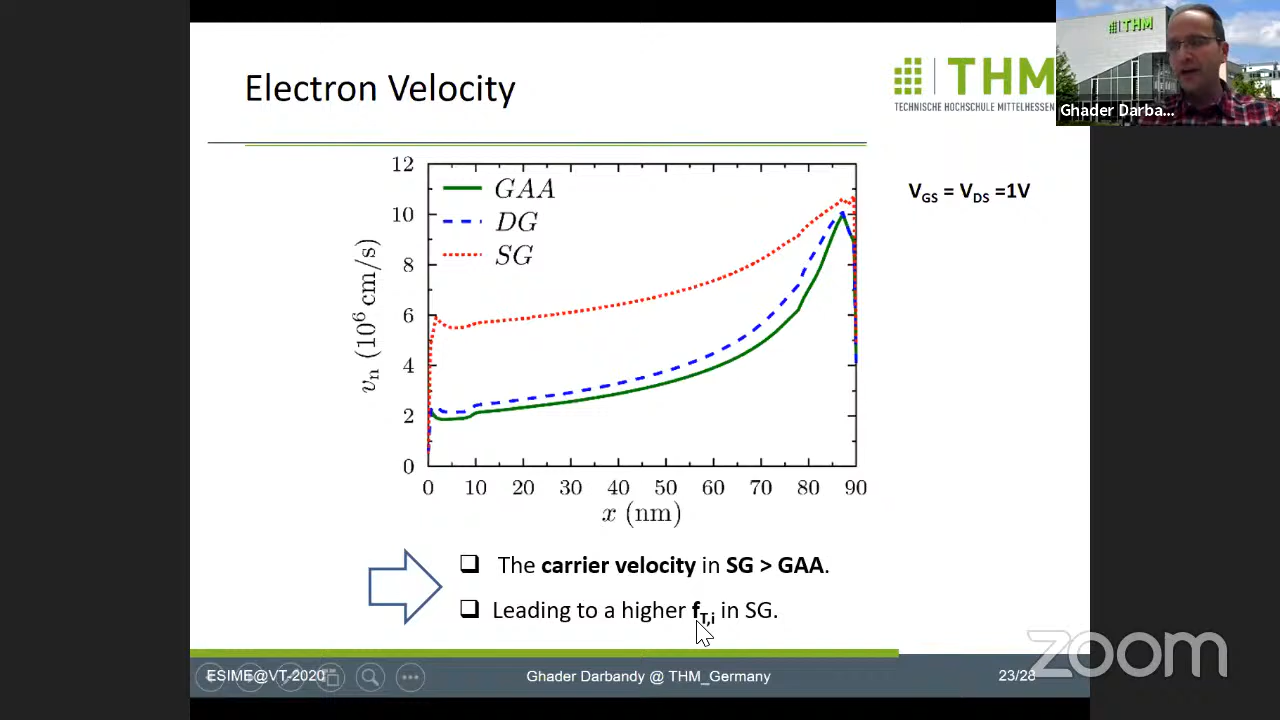 Electron Velocity
THM
TECHNISCHE HOCHSCHULE MITTELHESSEN
THM
Ghader Darba...
V_GS = V_DS =1V
12
10
8
6
4
2
0
v_n (10^6 cm/s)
GAA
DG
SG
0 10 20 30 40 50 60 70 80 90
x (nm)
❑ The carrier velocity in SG > GAA.
❑ Leading to a higher f_T,i in SG.
zoom
ESIME@VT-2020
Ghader Darbandy @ THM_Germany
23/28